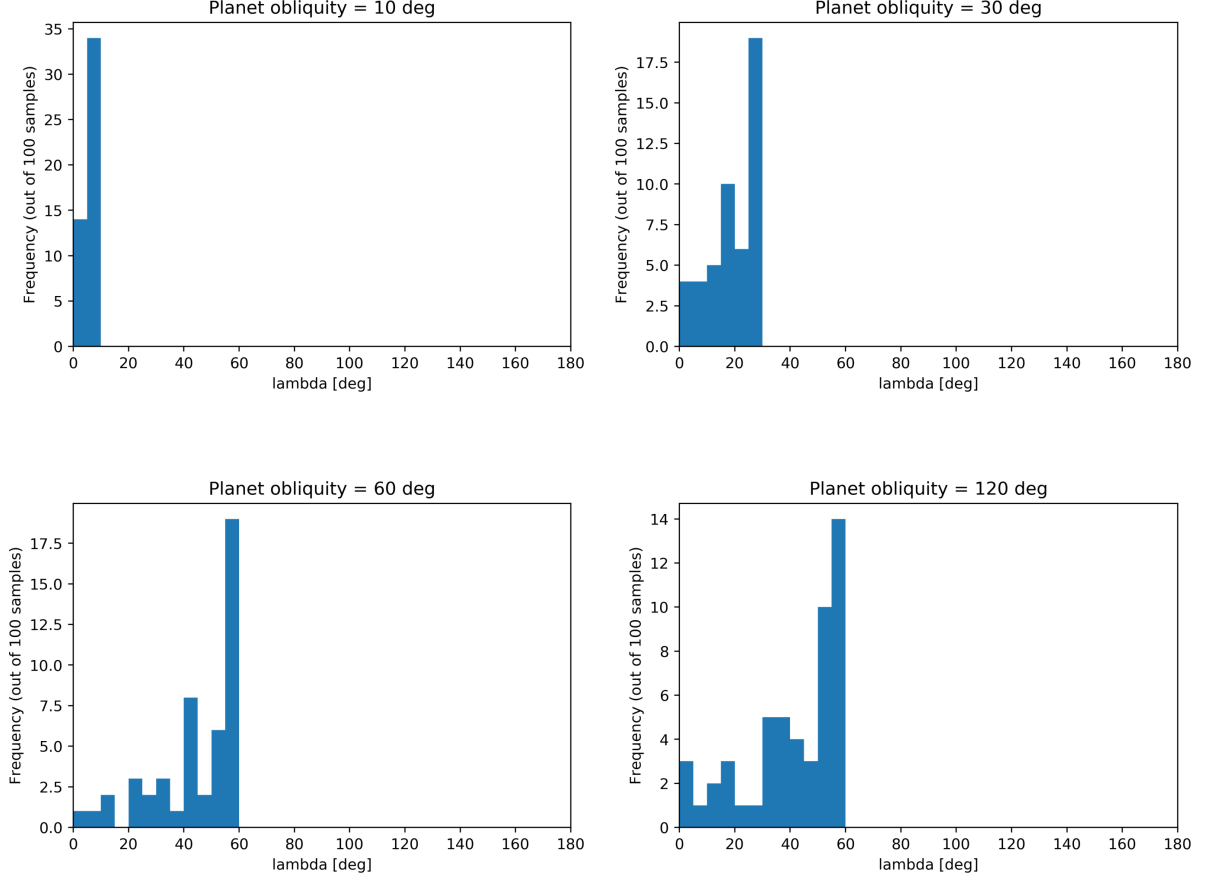 Planet obliquity = 10 deg
Frequency (out of 100 samples)
35
30
25
20
15
10
5
0
0 20 40 60 80 100 120 140 160 180
lambda [deg]
Planet obliquity = 30 deg
Frequency (out of 100 samples)
17.5
15.0
12.5
10.0
7.5
5.0
2.5
0.0
0 20 40 60 80 100 120 140 160 180
lambda [deg]
Planet obliquity = 60 deg
Frequency (out of 100 samples)
17.5
15.0
12.5
10.0
7.5
5.0
2.5
0.0
0 20 40 60 80 100 120 140 160 180
lambda [deg]
Planet obliquity = 120 deg
Frequency (out of 100 samples)
14
12
10
8
6
4
2
0
0 20 40 60 80 100 120 140 160 180
lambda [deg]